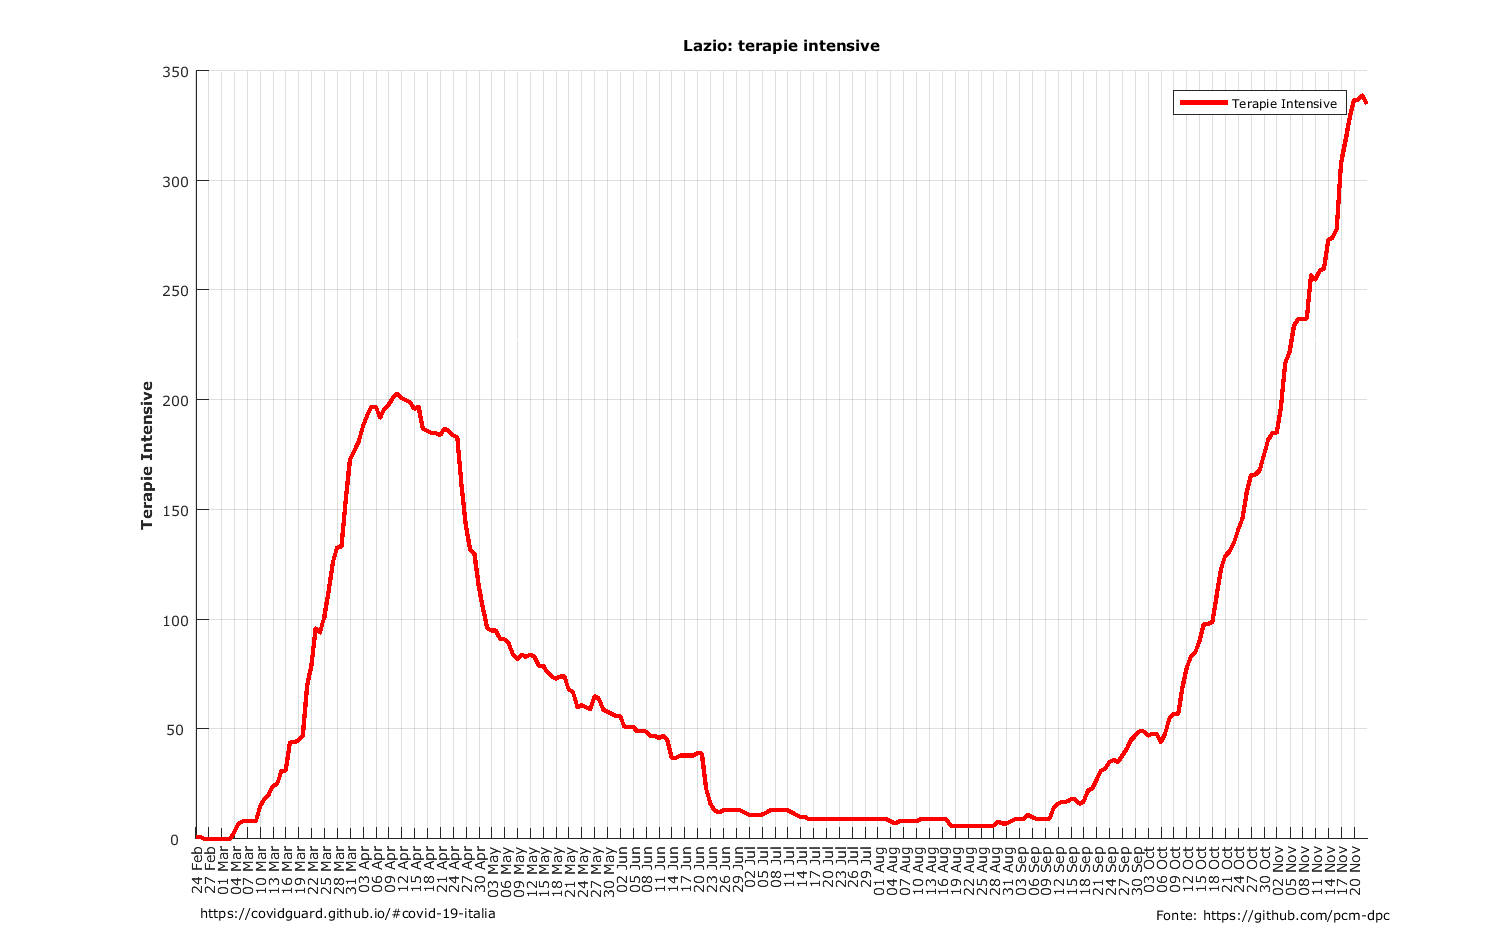 Lazio: terapie intensive
350
300
250
200
150
100
50
0
Terapie Intensive
Terapie Intensive
24 Feb
27 Feb
01 Mar
04 Mar
07 Mar
10 Mar
13 Mar
16 Mar
19 Mar
22 Mar
25 Mar
28 Mar
31 Mar
03 Apr
06 Apr
09 Apr
12 Apr
15 Apr
18 Apr
21 Apr
24 Apr
27 Apr
30 Apr
03 May
06 May
09 May
12 May
15 May
18 May
21 May
24 May
27 May
30 May
02 Jun
05 Jun
08 Jun
11 Jun
14 Jun
17 Jun
20 Jun
23 Jun
26 Jun
29 Jun
02 Jul
05 Jul
08 Jul
11 Jul
14 Jul
17 Jul
20 Jul
23 Jul
26 Jul
29 Jul
01 Aug
04 Aug
07 Aug
10 Aug
13 Aug
16 Aug
19 Aug
22 Aug
25 Aug
28 Aug
31 Aug
03 Sep
06 Sep
09 Sep
12 Sep
15 Sep
18 Sep
21 Sep
24 Sep
27 Sep
30 Sep
03 Oct
06 Oct
09 Oct
12 Oct
15 Oct
18 Oct
21 Oct
24 Oct
27 Oct
30 Oct
02 Nov
05 Nov
08 Nov
11 Nov
14 Nov
17 Nov
20 Nov
https://covidguard.github.io/#covid-19-italia
Fonte: https://github.com/pcm-dpc